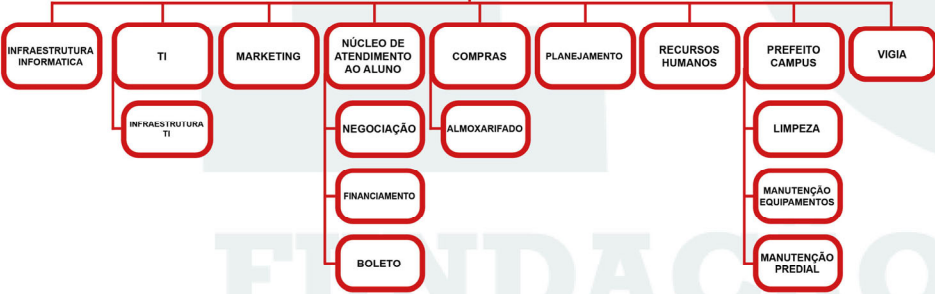 INFRAESTRUTURA
INFORMATICA
TI
MARKETING
NÚCLEO DE
ATENDIMENTO
AO ALUNO
COMPRAS
PLANEJAMENTO
RECURSOS
HUMANOS
PREFEITO
CAMPUS
VIGIA
INFRAESTRUTURA
TI
NEGOCIAÇÃO
ALMOXARIFADO
LIMPEZA
FINANCIAMENTO
MANUTENÇÃO
EQUIPAMENTOS
BOLETO
MANUTENÇÃO
PREDIAL